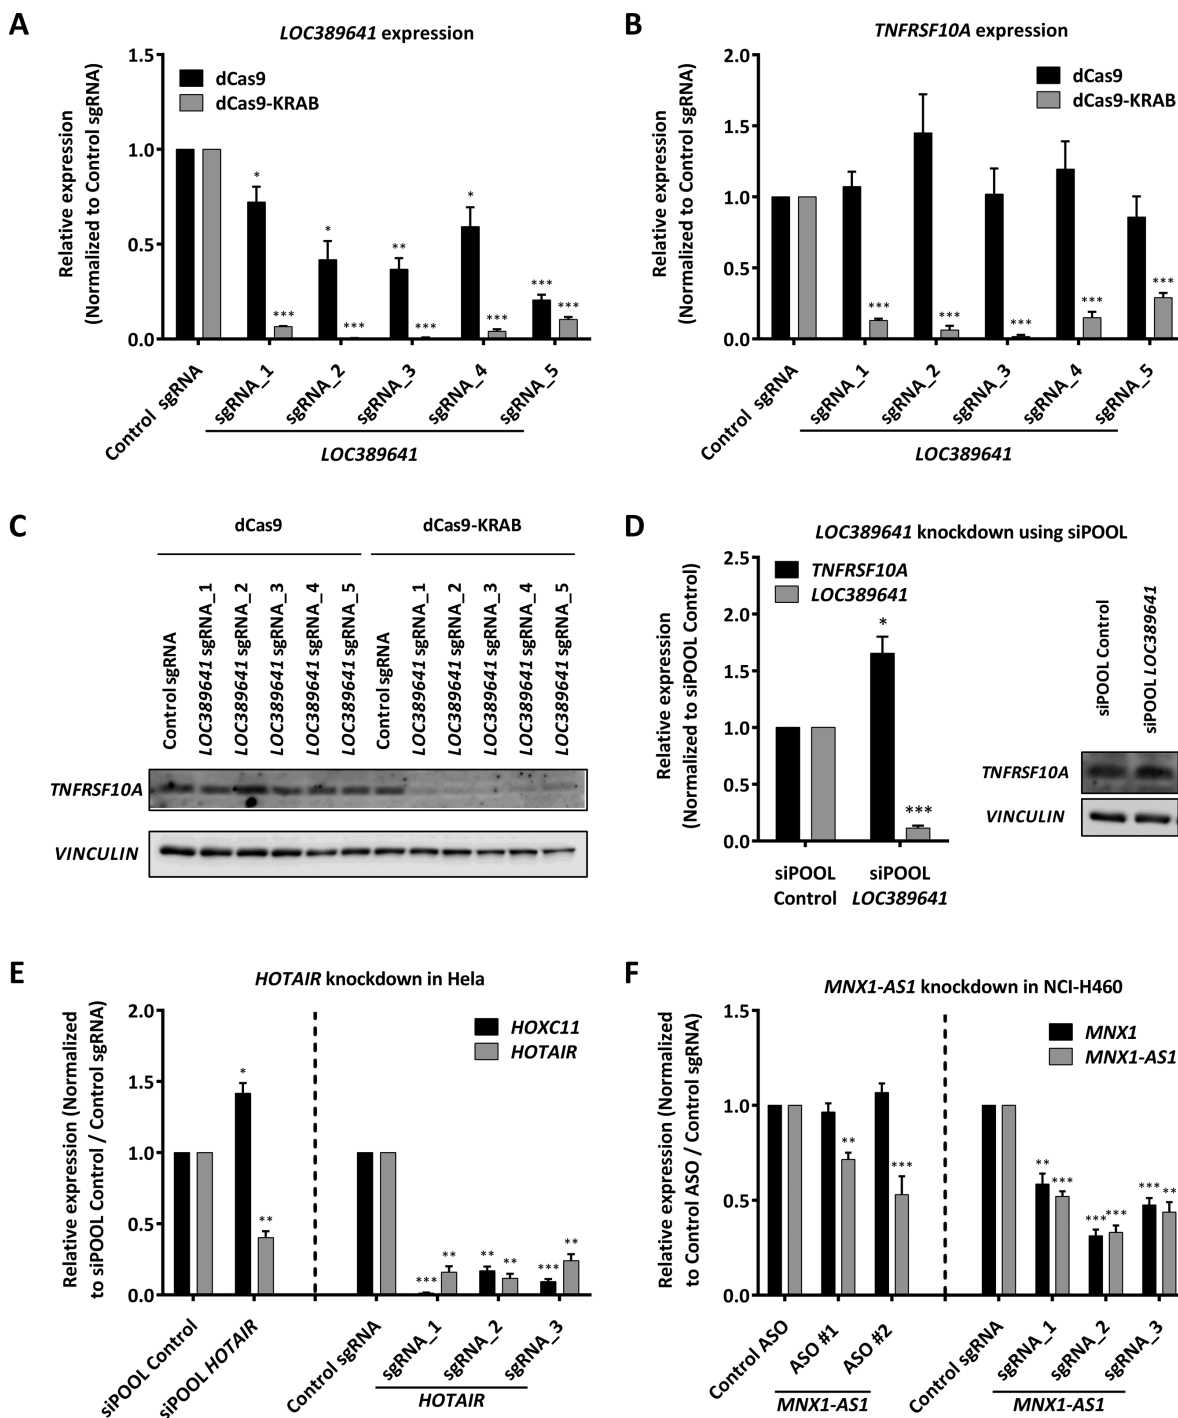 A
LOC389641 expression
Relative expression
(Normalized to Control sgRNA)
1.5
1.0
0.5
0.0
dCas9
dCas9-KRAB
*
***
*
***
**
***
*
***
***
***
Control sgRNA
sgRNA_1
sgRNA_2
sgRNA_3
sgRNA_4
sgRNA_5
LOC389641
B
TNFRSF10A expression
Relative expression
(Normalized to Control sgRNA)
2.0
1.5
1.0
0.5
0.0
dCas9
dCas9-KRAB
***
***
***
***
***
Control sgRNA
sgRNA_1
sgRNA_2
sgRNA_3
sgRNA_4
sgRNA_5
LOC389641
C
dCas9
dCas9-KRAB
Control sgRNA
LOC389641 sgRNA_1
LOC389641 sgRNA_2
LOC389641 sgRNA_3
LOC389641 sgRNA_4
LOC389641 sgRNA_5
Control sgRNA
LOC389641 sgRNA_1
LOC389641 sgRNA_2
LOC389641 sgRNA_3
LOC389641 sgRNA_4
LOC389641 sgRNA_5
TNFRSF10A
VINCULIN
D
LOC389641 knockdown using siPOOL
Relative expression
(Normalized to siPOOL Control)
2.5
2.0
1.5
1.0
0.5
0.0
TNFRSF10A
LOC389641
*
***
siPOOL
Control
siPOOL
LOC389641
siPOOL Control
siPOOL LOC389641
TNFRSF10A
VINCULIN
E
HOTAIR knockdown in Hela
Relative expression (Normalized
to siPOOL Control / Control sgRNA)
2.0
1.5
1.0
0.5
0.0
HOXC11
HOTAIR
*
**
***
**
**
**
***
**
siPOOL Control
siPOOL HOTAIR
Control sgRNA
sgRNA_1
sgRNA_2
sgRNA_3
HOTAIR
F
MNX1-AS1 knockdown in NCI-H460
Relative expression (Normalized
to Control ASO / Control sgRNA)
1.5
1.0
0.5
0.0
MNX1
MNX1-AS1
**
***
**
***
***
***
***
**
Control ASO
ASO #1
ASO #2
MNX1-AS1
Control sgRNA
sgRNA_1
sgRNA_2
sgRNA_3
MNX1-AS1